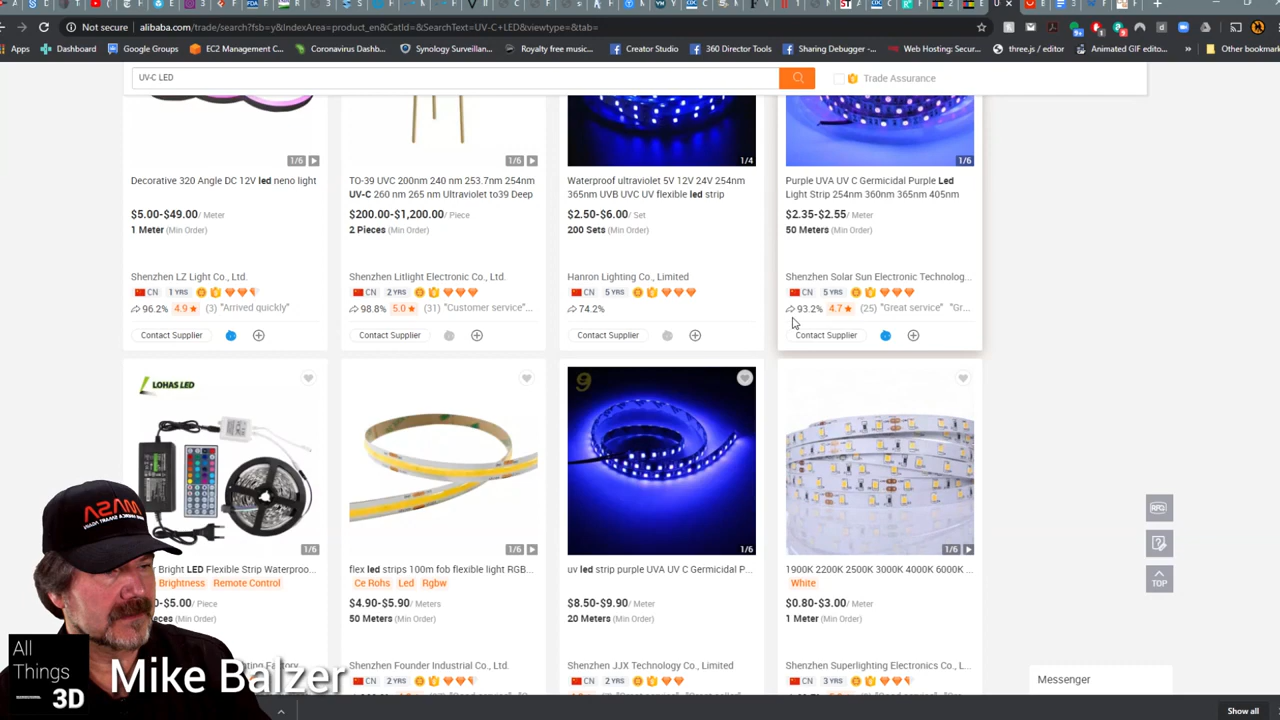 Not secure | alibaba.com/trade/search?fsb=y&IndexArea=product_en&CatId=&SearchText=UV-C+LED&viewtype=&tab=
Apps Dashboard Google Groups EC2 Management C... Coronavirus Dashbo... Synology Surveillan... Royalty free music... Creator Studio 360 Director Tools Sharing Debugger -... Web Hosting: Secur... three.js / editor Animated GIF edito... » Other bookmarks
UV-C LED Trade Assurance
1/6 1/6 1/4 1/6
Decorative 320 Angle DC 12V led neno light
$5.00-$49.00/ Meter
1 Meter (Min Order)
Shenzhen LZ Light Co., Ltd.
CN 1 YRS
96.2% 4.9 (3) "Arrived quickly"
Contact Supplier
TO-39 UVC 200nm 240 nm 253.7nm 254nm
UV-C 260 nm 265 nm Ultraviolet to39 Deep
$200.00-$1,200.00/ Piece
2 Pieces (Min Order)
Shenzhen Litlight Electronic Co., Ltd.
CN 2 YRS
98.8% 5.0 (31) "Customer service"...
Contact Supplier
Waterproof ultraviolet 5V 12V 24V 254nm
365nm UVB UVC UV flexible led strip
$2.50-$6.00/ Set
200 Sets (Min Order)
Hanron Lighting Co., Limited
CN 5 YRS
74.2%
Contact Supplier
Purple UVA UV C Germicidal Purple Led
Light Strip 254nm 360nm 365nm 405nm
$2.35-$2.55/ Meter
50 Meters (Min Order)
Shenzhen Solar Sun Electronic Technolog...
CN 5 YRS
93.2% 4.7 (25) "Great service" "Gr...
Contact Supplier
LOHAS LED
1/6
Bright LED Flexible Strip Waterproo...
Brightness Remote Control
$5.00/ Piece
(Min Order)
1/6
flex led strips 100m fob flexible light RGB...
Ce Rohs Led Rgbw
$4.90-$5.90/ Meters
50 Meters (Min Order)
Shenzhen Founder Industrial Co., Ltd.
CN 2 YRS
9
1/6
uv led strip purple UVA UV C Germicidal P...
$8.50-$9.90/ Meter
20 Meters (Min Order)
Shenzhen JJX Technology Co., Limited
CN 2 YRS
1/6
1900K 2200K 2500K 3000K 4000K 6000K ...
White
$0.80-$3.00/ Meter
1 Meter (Min Order)
Shenzhen Superlighting Electronics Co., L...
CN 3 YRS
RFQ
TOP
Messenger
Show all
All
Things
3D
Mike Balzer